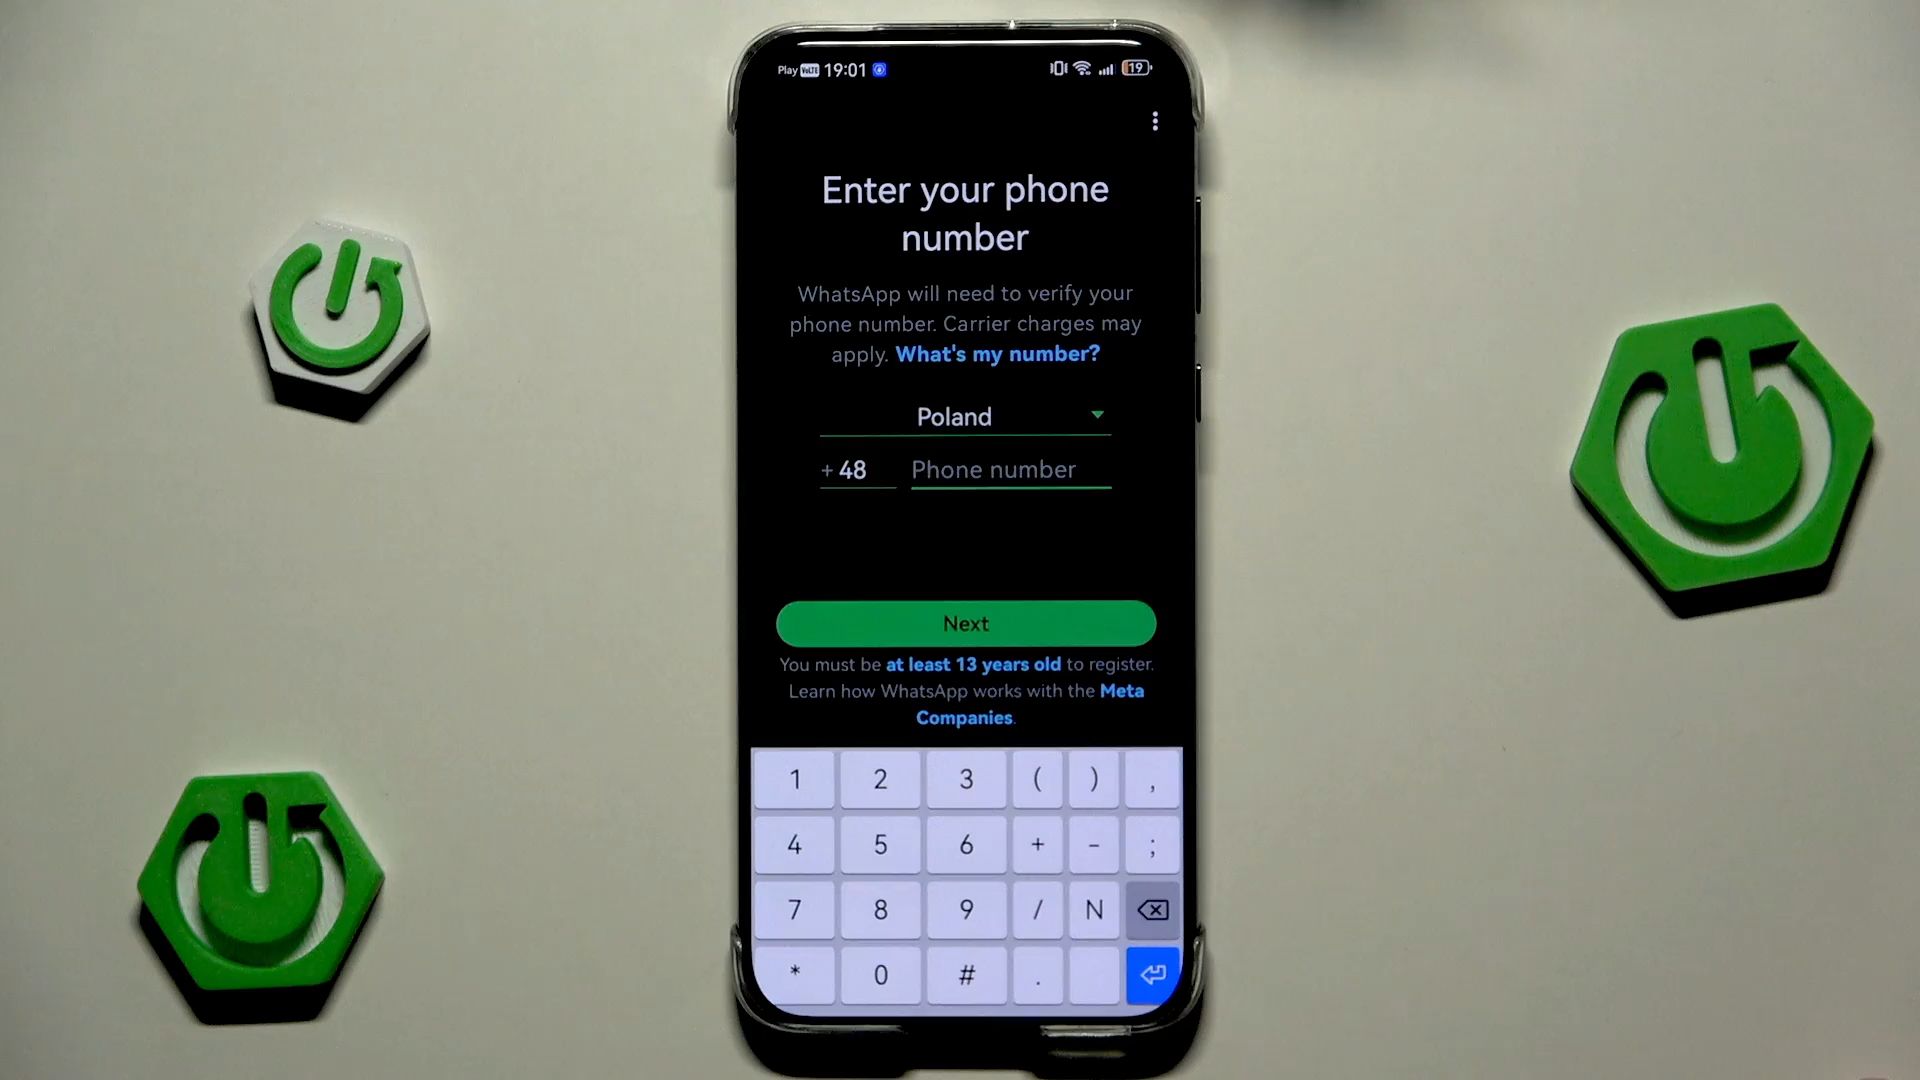 Play VoLTE 19:01 19
Enter your phone
number
WhatsApp will need to verify your
phone number. Carrier charges may
apply. What's my number?
Poland
+ 48 Phone number
Next
You must be at least 13 years old to register.
Learn how WhatsApp works with the Meta
Companies.
1 2 3 ( ) ,
4 5 6 + - ;
7 8 9 / N
* 0 # .